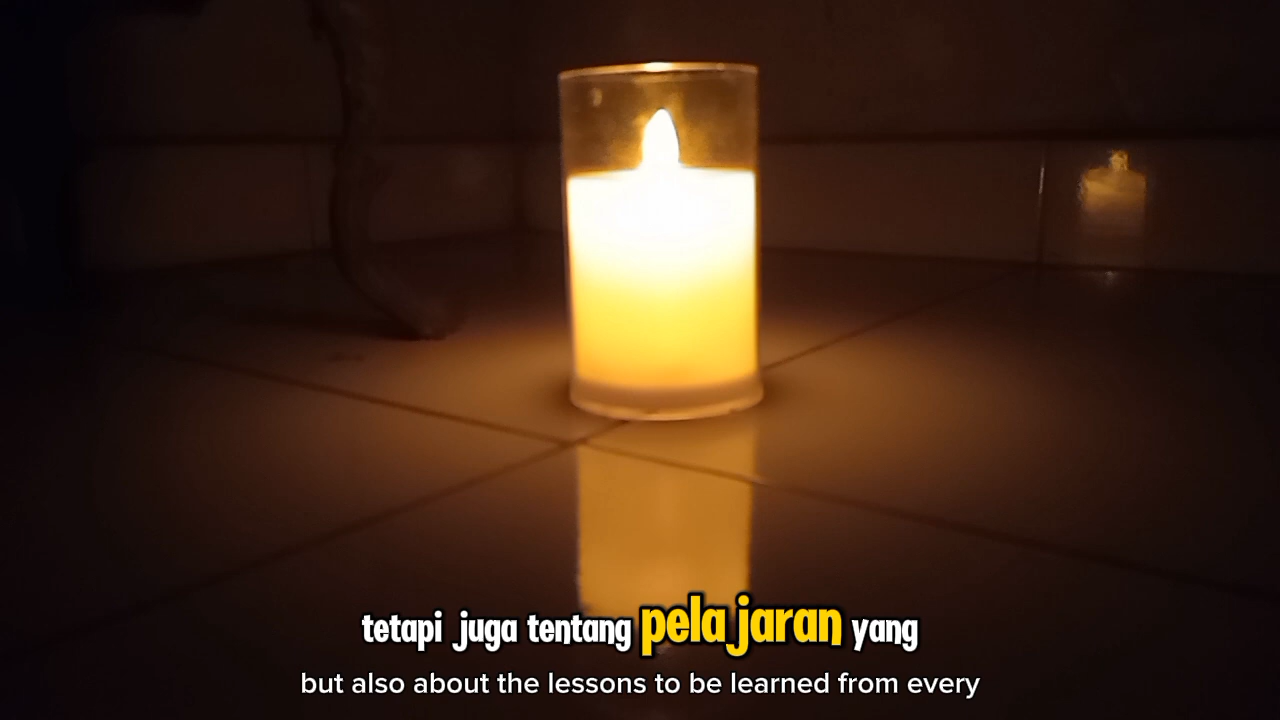 tetapi juga tentang pelajaran yang
but also about the lessons to be learned from every